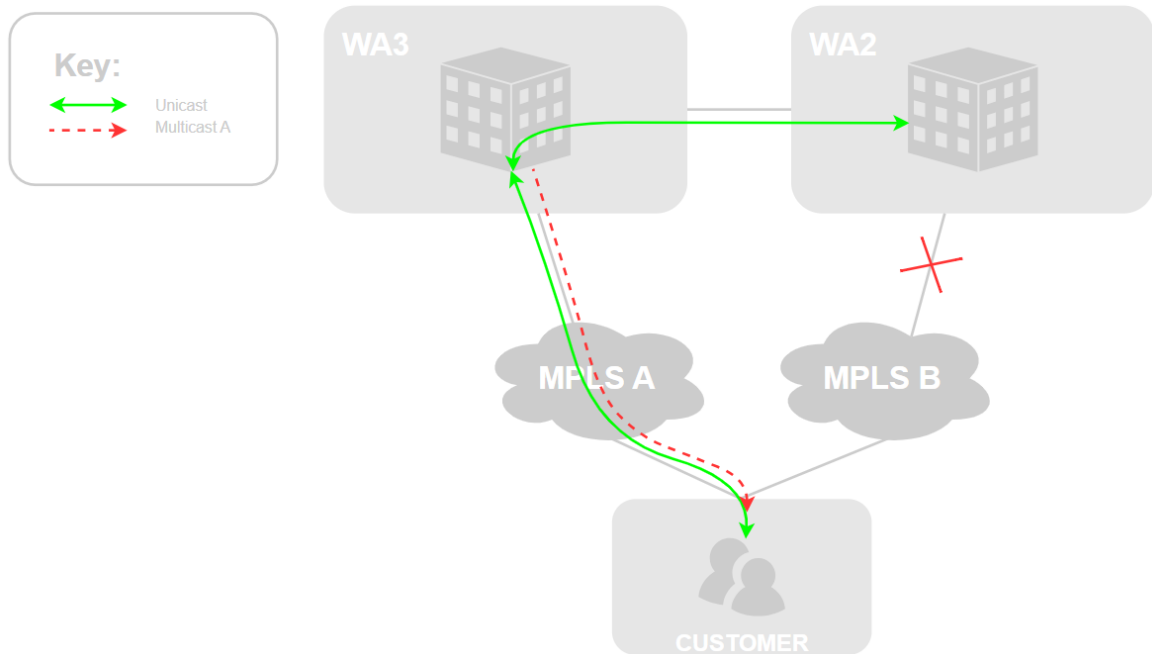 Key:
Unicast
Multicast A
WA3
WA2
MPLS A
MPLS B
CUSTOMER